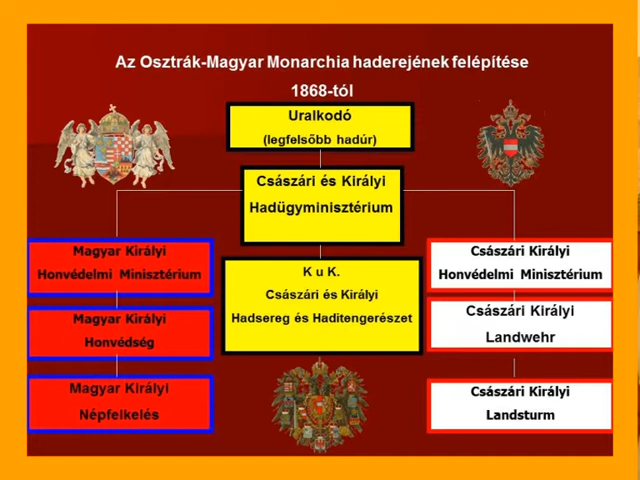 Az Osztrák-Magyar Monarchia haderejének felépítése
1868-tól
Uralkodó
(legfelsőbb hadúr)
Császári és Királyi
Hadügyminisztérium
Magyar Királyi
Honvédelmi Minisztérium
K u K.
Császári és Királyi
Hadsereg és Haditengerészet
Császári Királyi
Honvédelmi Minisztérium
Magyar Királyi
Honvédség
Császári Királyi
Landwehr
Magyar Királyi
Népfelkelés
Császári Királyi
Landsturm